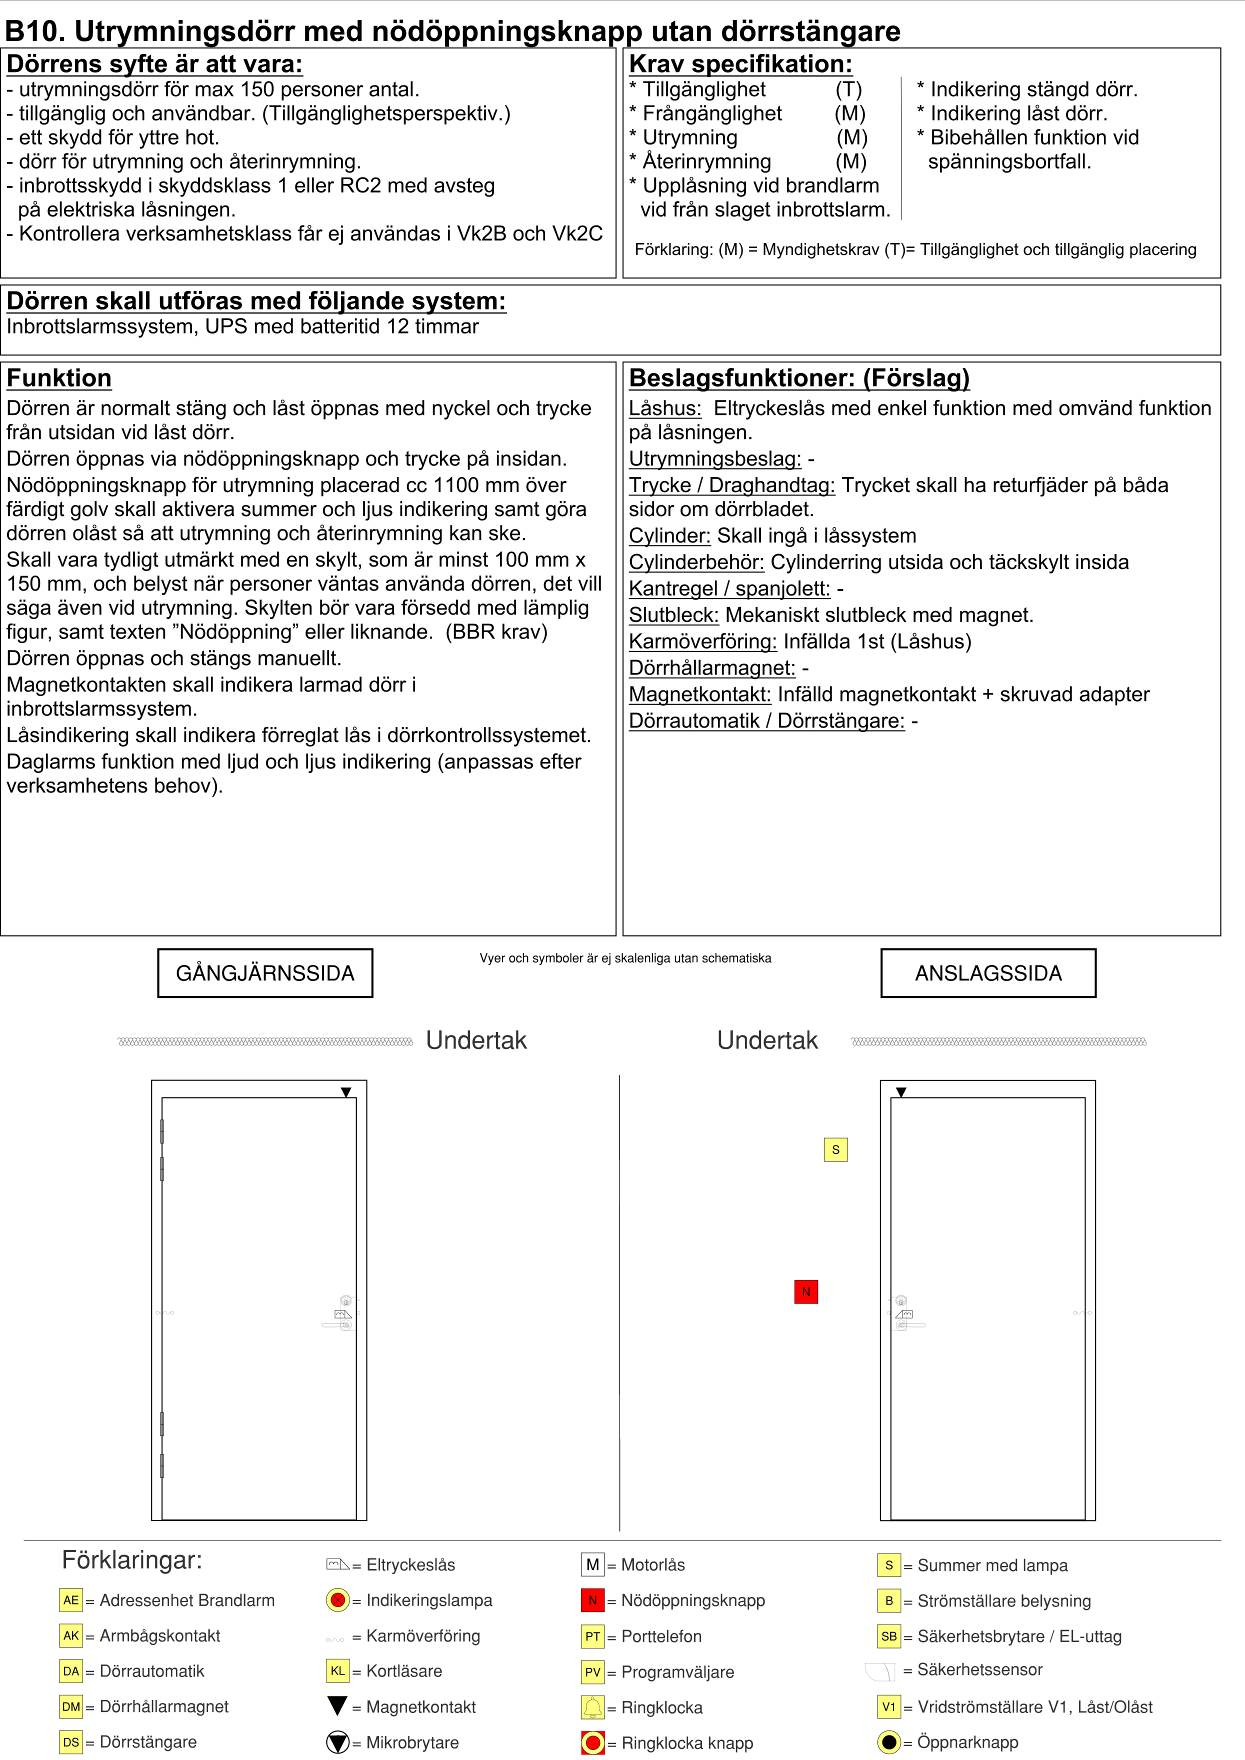 B10. Utrymningsdörr med nödöppningsknapp utan dörrstängare
Dörrens syfte är att vara:
- utrymningsdörr för max 150 personer antal.
- tillgänglig och användbar. (Tillgänglighetsperspektiv.)
- ett skydd för yttre hot.
- dörr för utrymning och återinrymning.
- inbrottsskydd i skyddsklass 1 eller RC2 med avsteg
på elektriska låsningen.
- Kontrollera verksamhetsklass får ej användas i Vk2B och Vk2C
Krav specifikation:
* Tillgänglighet (T)
* Frångänglighet (M)
* Utrymning (M)
* Återinrymning (M)
* Upplåsning vid brandlarm
vid från slaget inbrottslarm.
* Indikering stängd dörr.
* Indikering låst dörr.
* Bibehållen funktion vid
spänningsbortfall.
Förklaring: (M) = Myndighetskrav (T)= Tillgänglighet och tillgänglig placering
Dörren skall utföras med följande system:
Inbrottslarmssystem, UPS med batteritid 12 timmar
Funktion
Dörren är normalt stäng och låst öppnas med nyckel och trycke
från utsidan vid låst dörr.
Dörren öppnas via nödöppningsknapp och trycke på insidan.
Nödöppningsknapp för utrymning placerad cc 1100 mm över
färdigt golv skall aktivera summer och ljus indikering samt göra
dörren olåst så att utrymning och återinrymning kan ske.
Skall vara tydligt utmärkt med en skylt, som är minst 100 mm x
150 mm, och belyst när personer väntas använda dörren, det vill
säga även vid utrymning. Skylten bör vara försedd med lämplig
figur, samt texten ”Nödöppning” eller liknande. (BBR krav)
Dörren öppnas och stängs manuellt.
Magnetkontakten skall indikera larmad dörr i
inbrottslarmssystem.
Låsindikering skall indikera förreglat lås i dörrkontrollssystemet.
Daglarms funktion med ljud och ljus indikering (anpassas efter
verksamhetens behov).
Beslagsfunktioner: (Förslag)
Låshus: Eltryckeslås med enkel funktion med omvänd funktion
på låsningen.
Utrymningsbeslag: -
Trycke / Draghandtag: Trycket skall ha returfjäder på båda
sidor om dörrbladet.
Cylinder: Skall ingå i låssystem
Cylinderbehör: Cylinderring utsida och täckskylt insida
Kantregel / spanjolett: -
Slutbleck: Mekaniskt slutbleck med magnet.
Karmöverföring: Infällda 1st (Låshus)
Dörrhållarmagnet: -
Magnetkontakt: Infälld magnetkontakt + skruvad adapter
Dörrautomatik / Dörrstängare: -
GÅNGJÄRNSSIDA
Vyer och symboler är ej skalenliga utan schematiska
ANSLAGSSIDA
Undertak
Undertak
S
N
Förklaringar:
AE = Adressenhet Brandlarm
AK = Armbågskontakt
DA = Dörrautomatik
DM = Dörrhållarmagnet
DS = Dörrstängare
= Eltryckeslås
= Indikeringslampa
= Karmöverföring
KL = Kortläsare
= Magnetkontakt
= Mikrobrytare
M = Motorlås
N = Nödöppningsknapp
PT = Porttelefon
PV = Programväljare
= Ringklocka
= Ringklocka knapp
S = Summer med lampa
B = Strömställare belysning
SB = Säkerhetsbrytare / EL-uttag
= Säkerhetssensor
V1 = Vridströmställare V1, Låst/Olåst
= Öppnarknapp